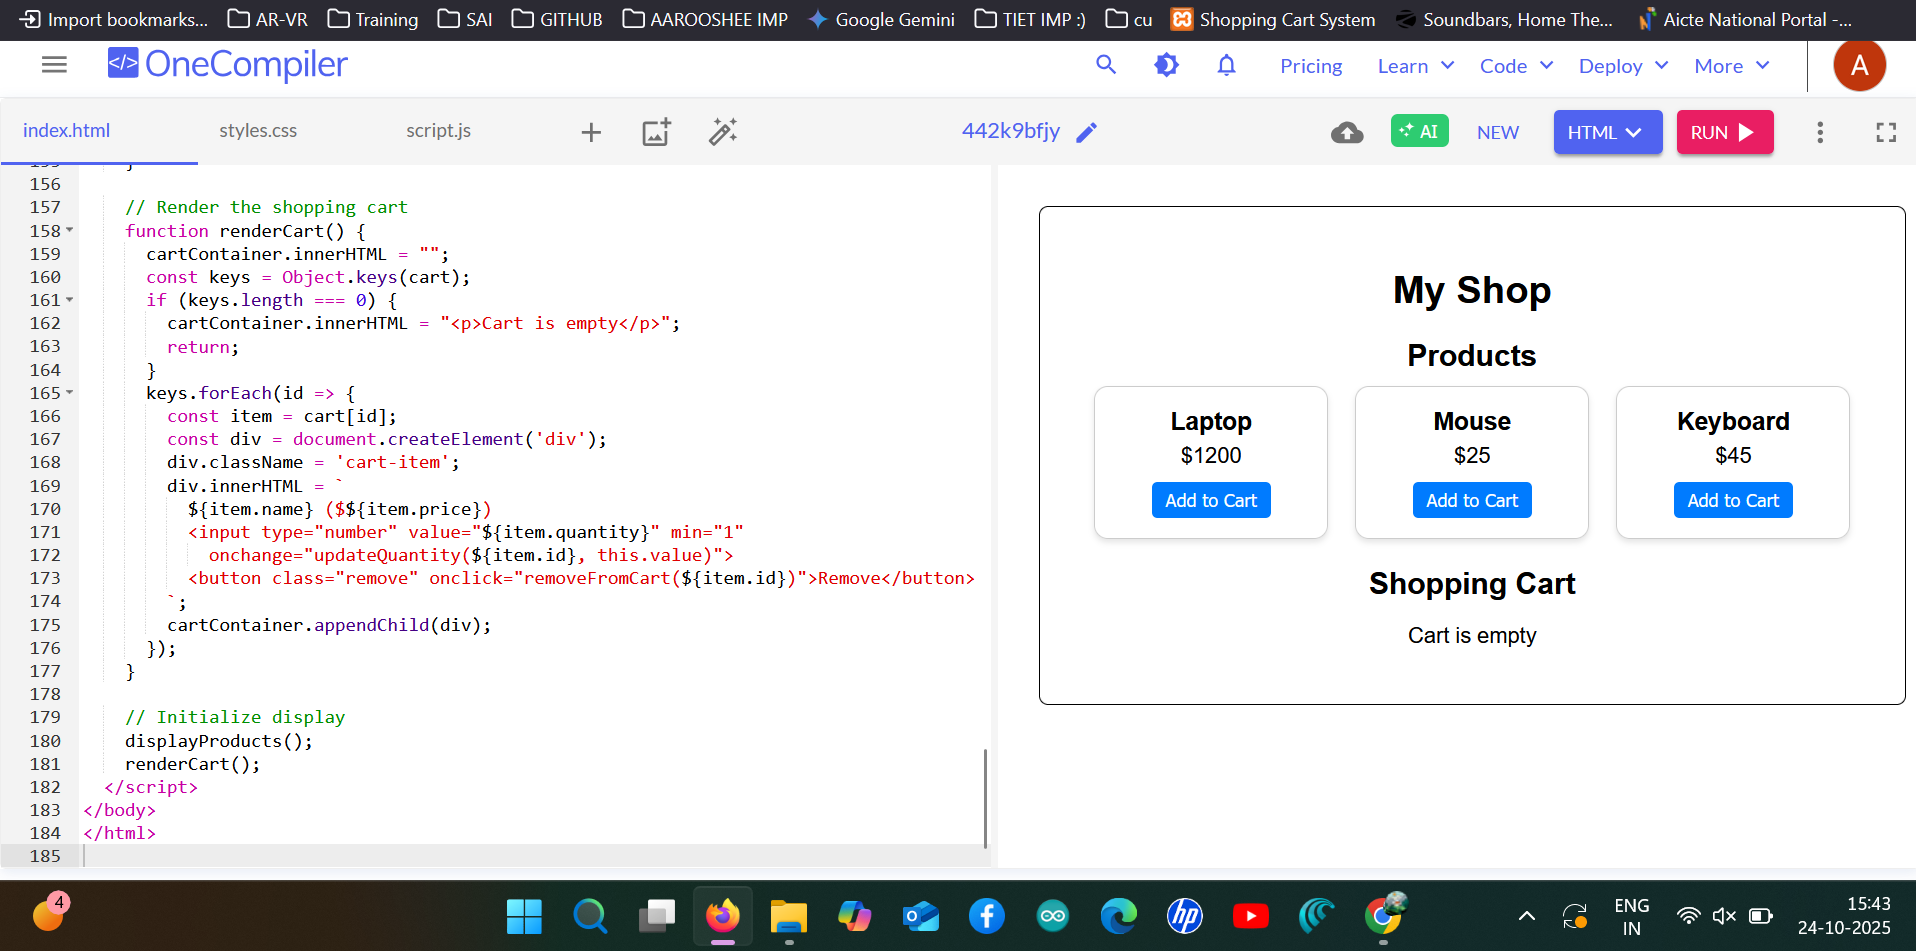 Import bookmarks... AR-VR Training SAI GITHUB AAROOSHEE IMP Google Gemini TIET IMP :) cu Shopping Cart System Soundbars, Home The... Aicte National Portal -...
</> OneCompiler Pricing Learn Code Deploy More A
index.html styles.css script.js 442k9bfjy AI NEW HTML RUN
156
157 // Render the shopping cart
158 function renderCart() {
159 cartContainer.innerHTML = "";
160 const keys = Object.keys(cart);
161 if (keys.length === 0) {
162 cartContainer.innerHTML = "<p>Cart is empty</p>";
163 return;
164 }
165 keys.forEach(id => {
166 const item = cart[id];
167 const div = document.createElement('div');
168 div.className = 'cart-item';
169 div.innerHTML = `
170 ${item.name} ($${item.price})
171 <input type="number" value="${item.quantity}" min="1"
172 onchange="updateQuantity(${item.id}, this.value)">
173 <button class="remove" onclick="removeFromCart(${item.id})">Remove</button>
174 `;
175 cartContainer.appendChild(div);
176 });
177 }
178
179 // Initialize display
180 displayProducts();
181 renderCart();
182 </script>
183 </body>
184 </html>
185
My Shop
Products
Laptop Mouse Keyboard
$1200 $25 $45
Add to Cart Add to Cart Add to Cart
Shopping Cart
Cart is empty
4
hp
ENG
IN
15:43
24-10-2025